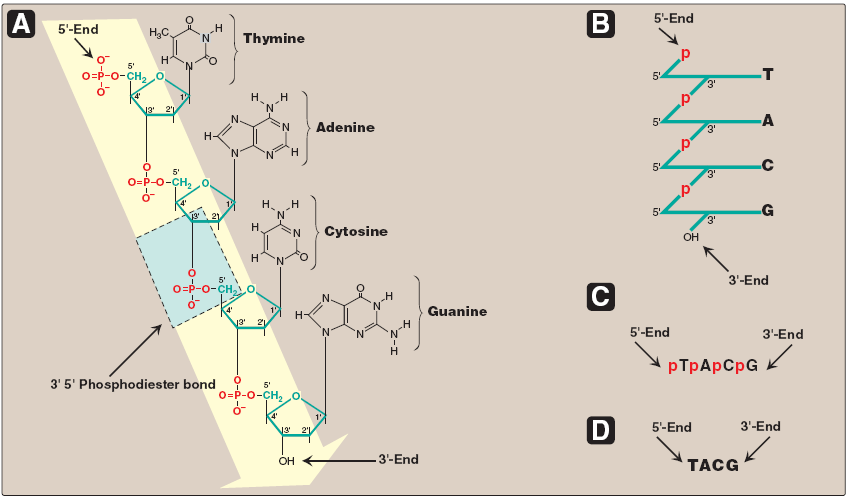 A
5'-End
Thymine
O
H₃C
N
H
H
N
O
O⁻
O=P-O-CH₂
O⁻
5'
O
4'
3'
2'
1'
H
H
N
Adenine
N
N
H
N
N
H
O
O=P-O-CH₂
O⁻
5'
O
4'
3'
2'
1'
H
H
N
Cytosine
H
N
H
N
O
O
O=P-O-CH₂
O⁻
5'
O
4'
3'
2'
1'
O
Guanine
N
N
H
H
N
N
N
H
H
3' 5' Phosphodiester bond
O
O=P-O-CH₂
O⁻
5'
O
4'
3'
2'
1'
OH
3'-End
B
5'-End
p
5'
T
3'
p
5'
A
3'
p
5'
C
3'
p
5'
G
3'
OH
3'-End
C
5'-End
3'-End
pTpApCpG
D
5'-End
3'-End
TACG